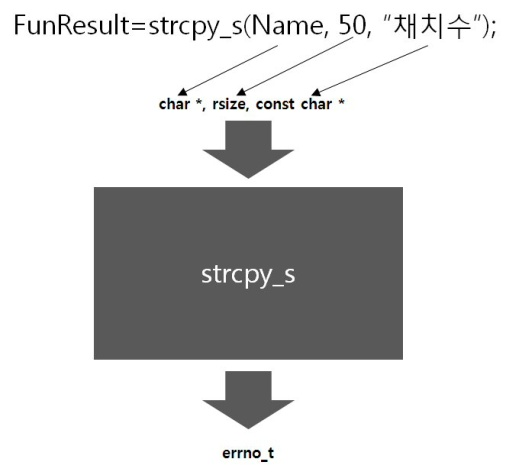 FunResult=strcpy_s(Name, 50, "채치수");
char *, rsize, const char *
strcpy_s
errno_t